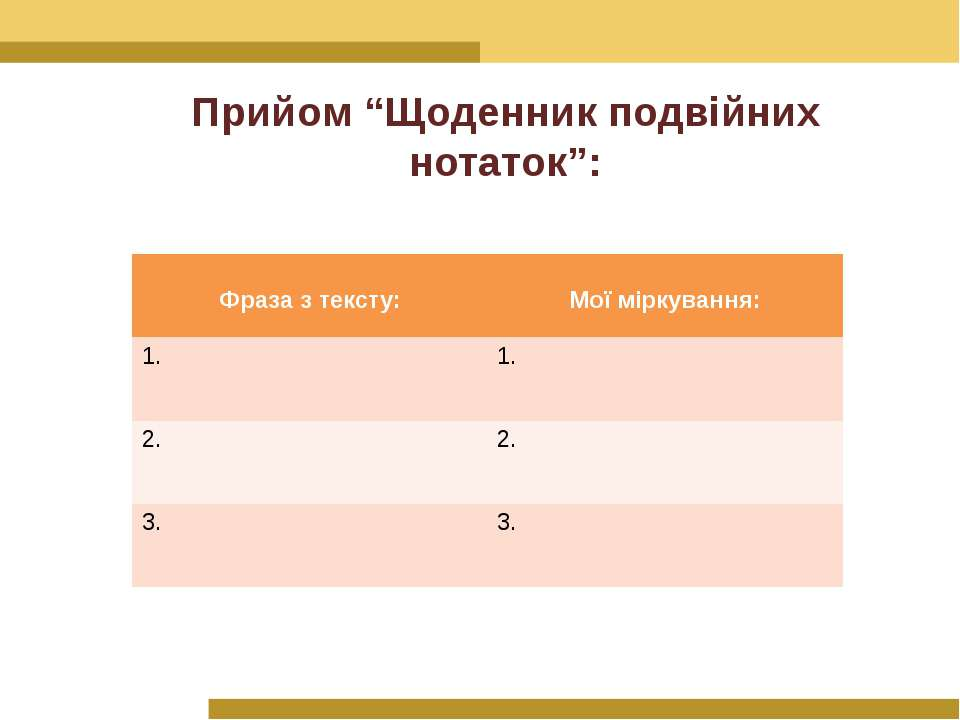 Прийом “Щоденник подвійних
нотаток”:
Фраза з тексту: Мої міркування:
1. 1.
2. 2.
3. 3.